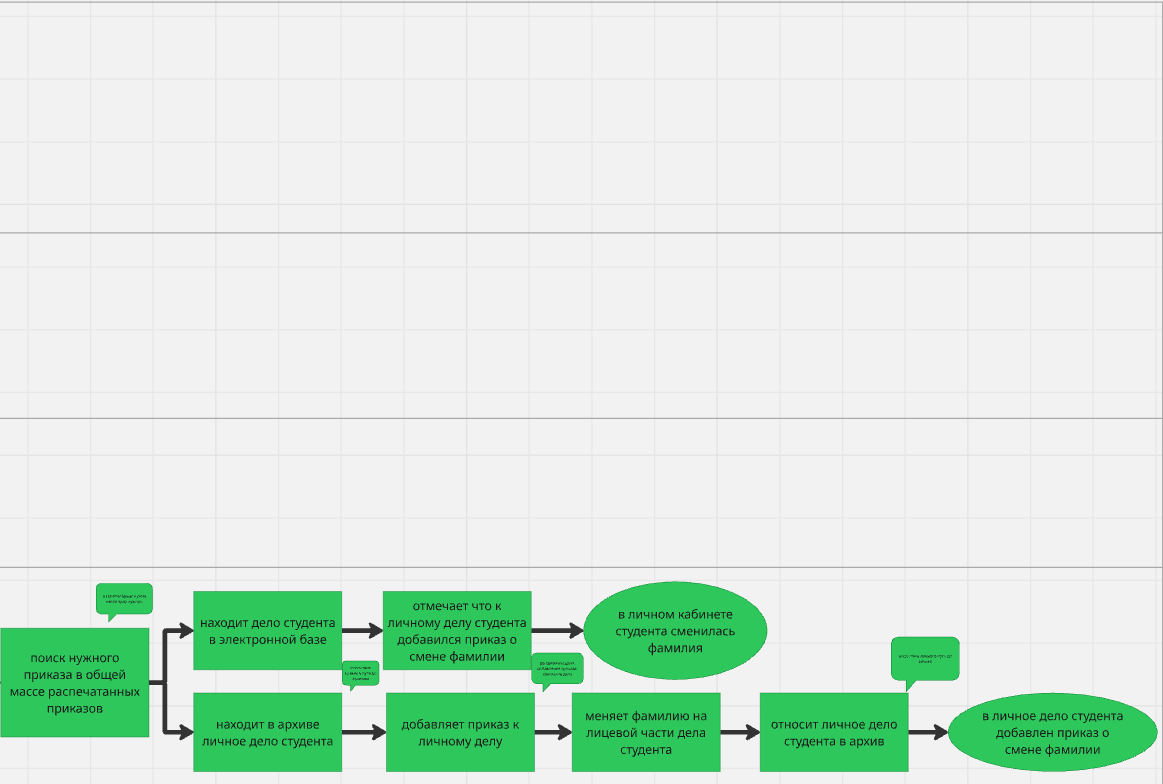 поиск нужного
приказа в общей
массе распечатанных
приказов
находит дело студента
в электронной базе
отмечает что к
личному делу студента
добавился приказ о
смене фамилии
в личном кабинете
студента сменилась
фамилия
находит в архиве
личное дело студента
добавляет приказ к
личному делу
меняет фамилию на
лицевой части дела
студента
относит личное дело
студента в архив
в личное дело студента
добавлен приказ о
смене фамилии